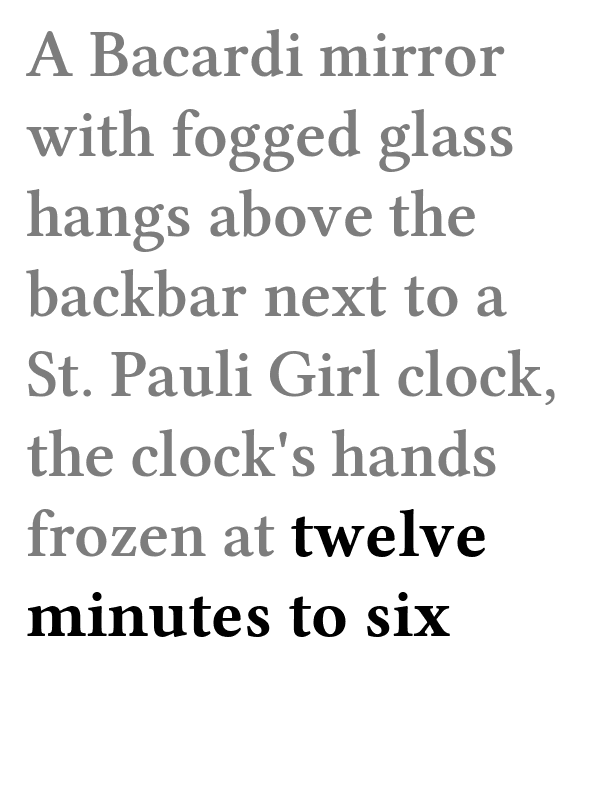 A Bacardi mirror
with fogged glass
hangs above the
backbar next to a
St. Pauli Girl clock,
the clock's hands
frozen at twelve
minutes to six